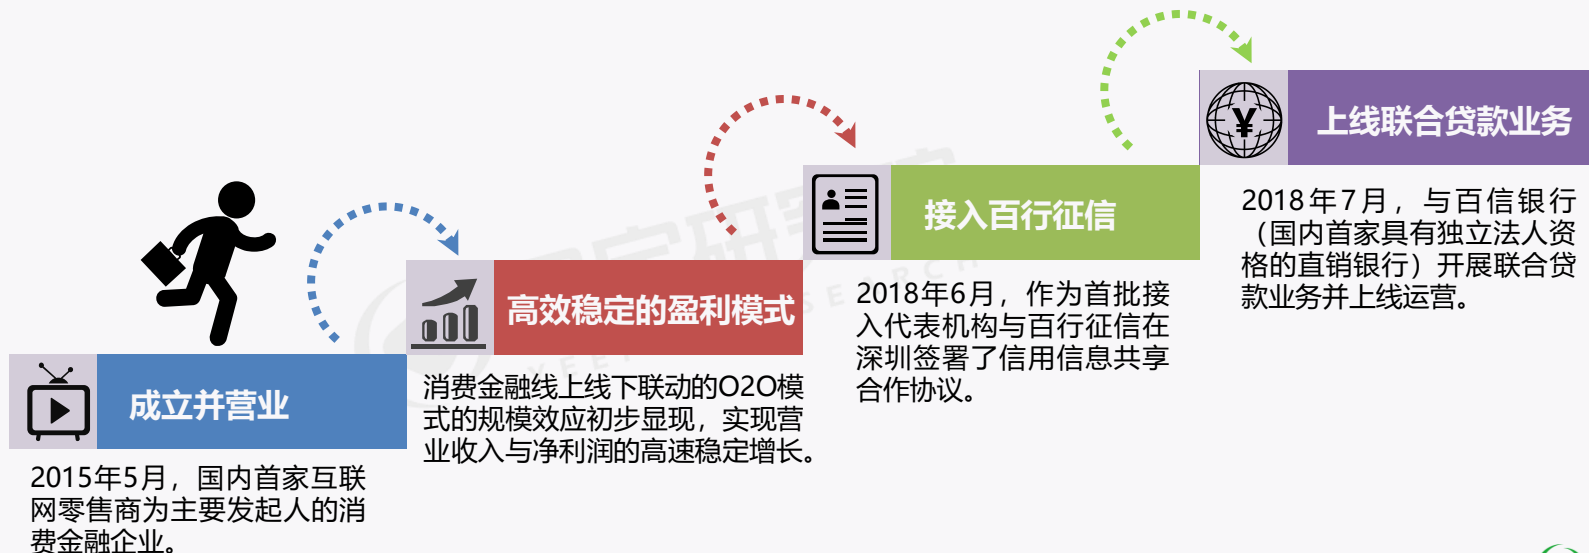 成立并营业
2015年5月，国内首家互联
网零售商为主要发起人的消
费金融企业。
高效稳定的盈利模式
消费金融线上线下联动的O2O模
式的规模效应初步显现，实现营
业收入与净利润的高速稳定增长。
接入百行征信
2018年6月，作为首批接
入代表机构与百行征信在
深圳签署了信用信息共享
合作协议。
¥
上线联合贷款业务
2018年7月，与百信银行
（国内首家具有独立法人资
格的直销银行）开展联合贷
款业务并上线运营。